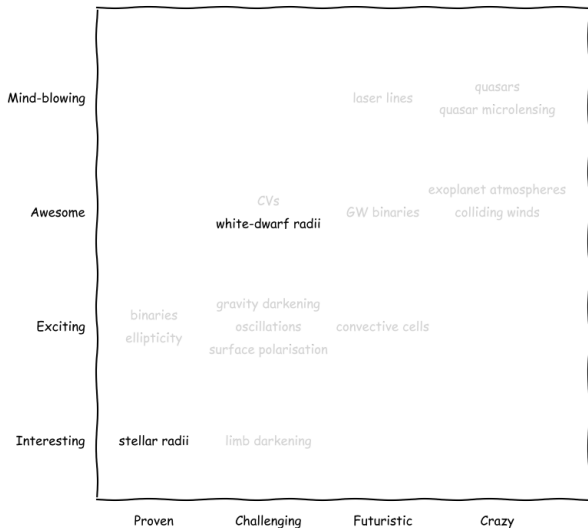 Mind-blowing
laser lines
quasars
quasar microlensing
Awesome
CVs
white-dwarf radii
GW binaries
exoplanet atmospheres
colliding winds
Exciting
binaries
ellipticity
gravity darkening
oscillations
surface polarisation
convective cells
Interesting
stellar radii
limb darkening
Proven
Challenging
Futuristic
Crazy